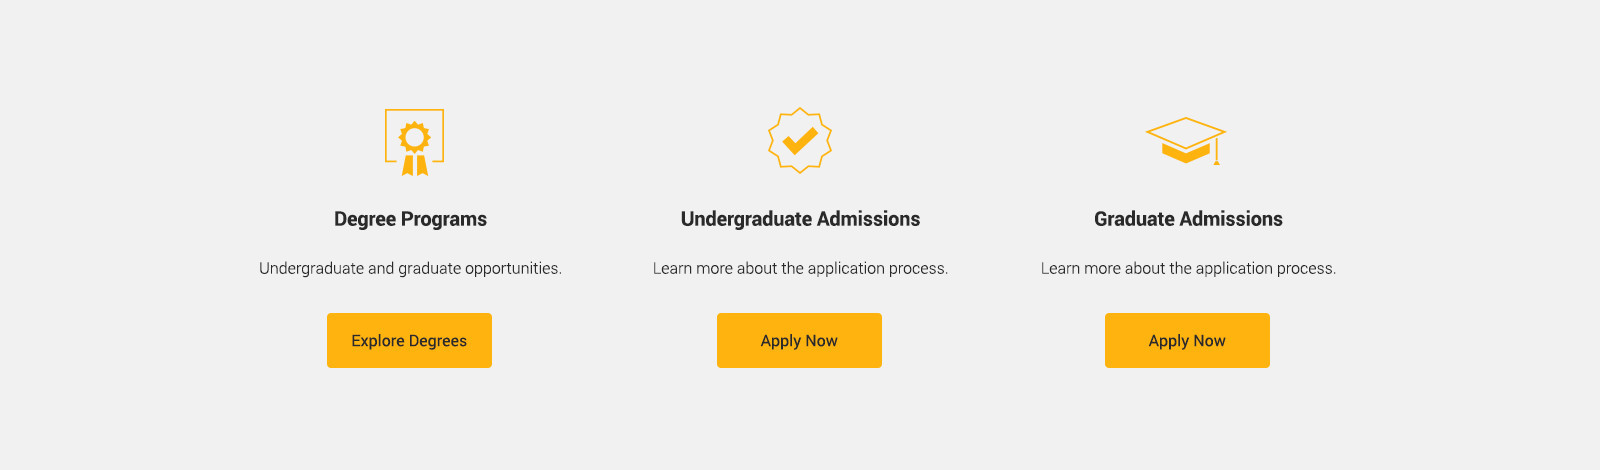 Degree Programs
Undergraduate and graduate opportunities.
Explore Degrees
Undergraduate Admissions
Learn more about the application process.
Apply Now
Graduate Admissions
Learn more about the application process.
Apply Now